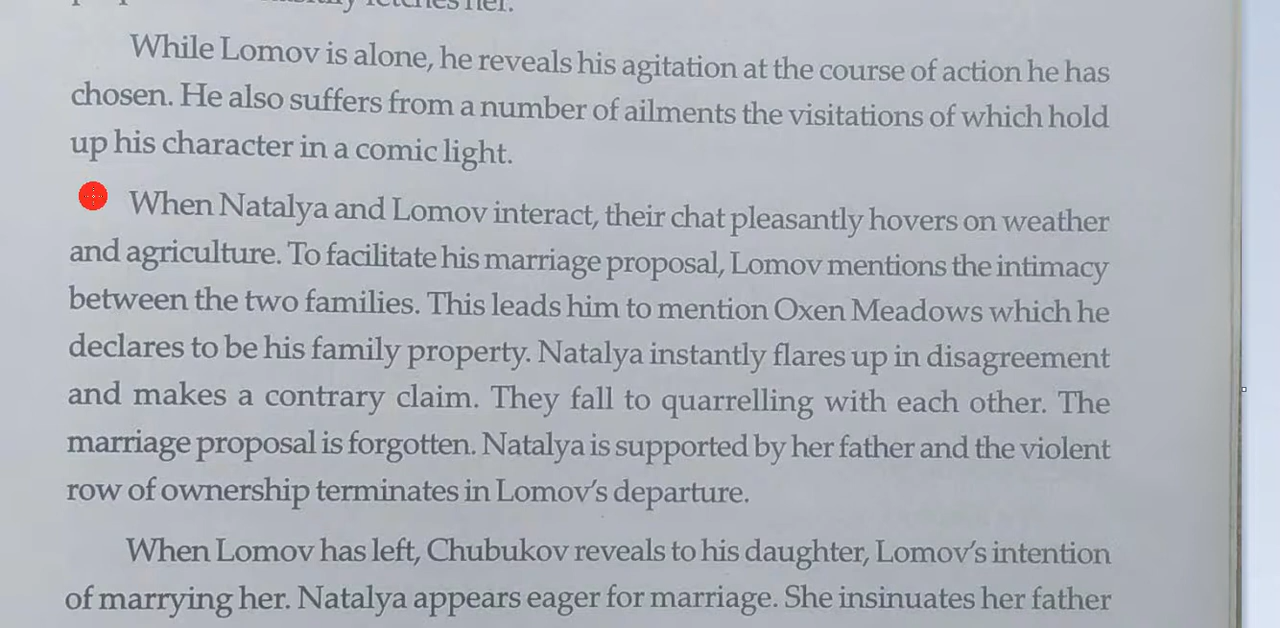 her.
While Lomov is alone, he reveals his agitation at the course of action he has
chosen. He also suffers from a number of ailments the visitations of which hold
up his character in a comic light.
When Natalya and Lomov interact, their chat pleasantly hovers on weather
and agriculture. To facilitate his marriage proposal, Lomov mentions the intimacy
between the two families. This leads him to mention Oxen Meadows which he
declares to be his family property. Natalya instantly flares up in disagreement
and makes a contrary claim. They fall to quarrelling with each other. The
marriage proposal is forgotten. Natalya is supported by her father and the violent
row of ownership terminates in Lomov's departure.
When Lomov has left, Chubukov reveals to his daughter, Lomov's intention
of marrying her. Natalya appears eager for marriage. She insinuates her father